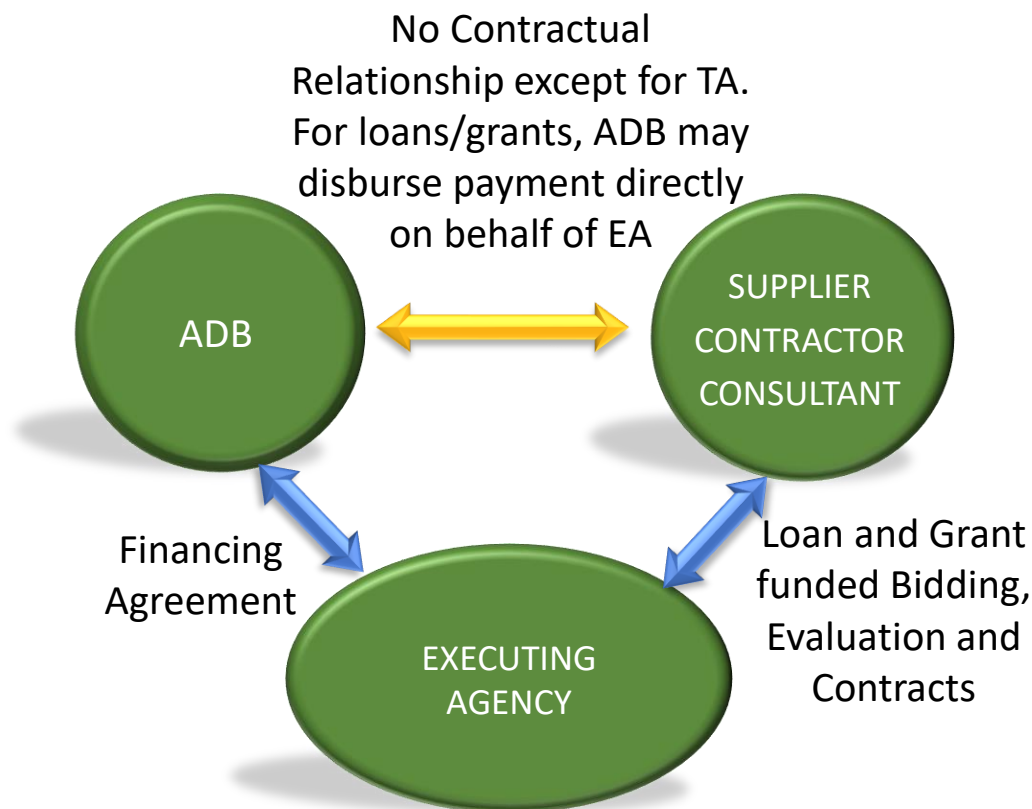 No Contractual
Relationship except for TA.
For loans/grants, ADB may
disburse payment directly
on behalf of EA
ADB
SUPPLIER
CONTRACTOR
CONSULTANT
Financing
Agreement
Loan and Grant
funded Bidding,
Evaluation and
Contracts
EXECUTING
AGENCY